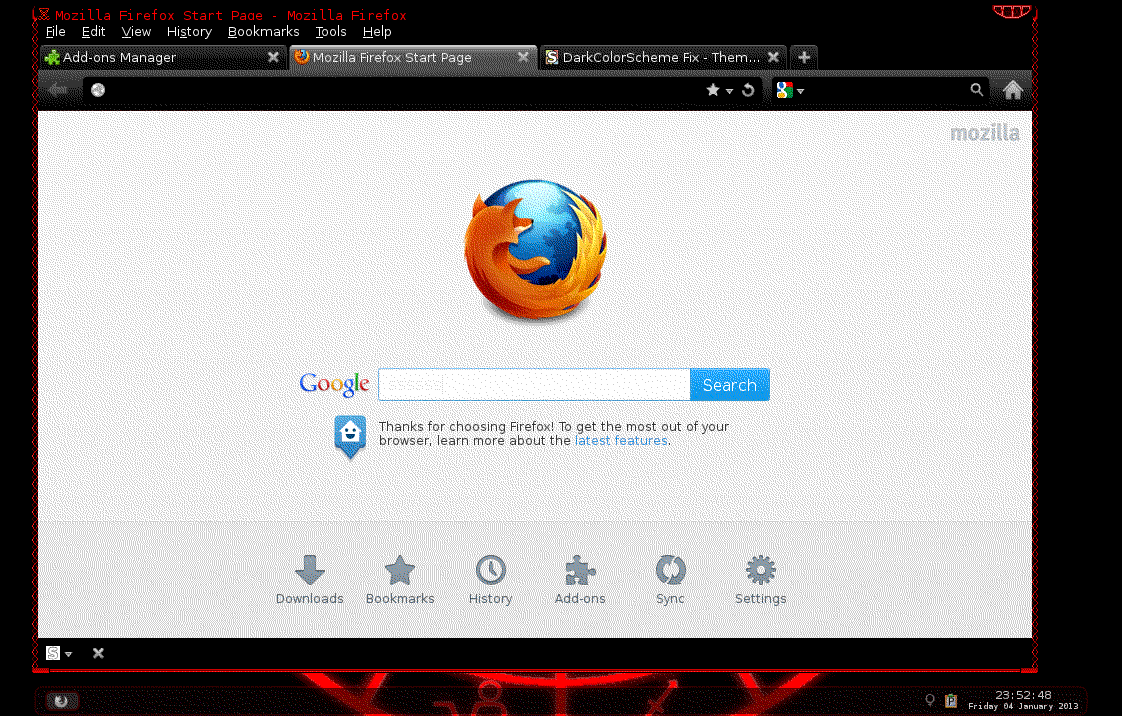 Mozilla Firefox Start Page - Mozilla Firefox
File Edit View History Bookmarks Tools Help
Add-ons Manager Mozilla Firefox Start Page DarkColorScheme Fix - Them...
mozilla
Google Search
Thanks for choosing Firefox! To get the most out of your
browser, learn more about the latest features.
Downloads Bookmarks History Add-ons Sync Settings
S
23:52:48
Friday 04 January 2013